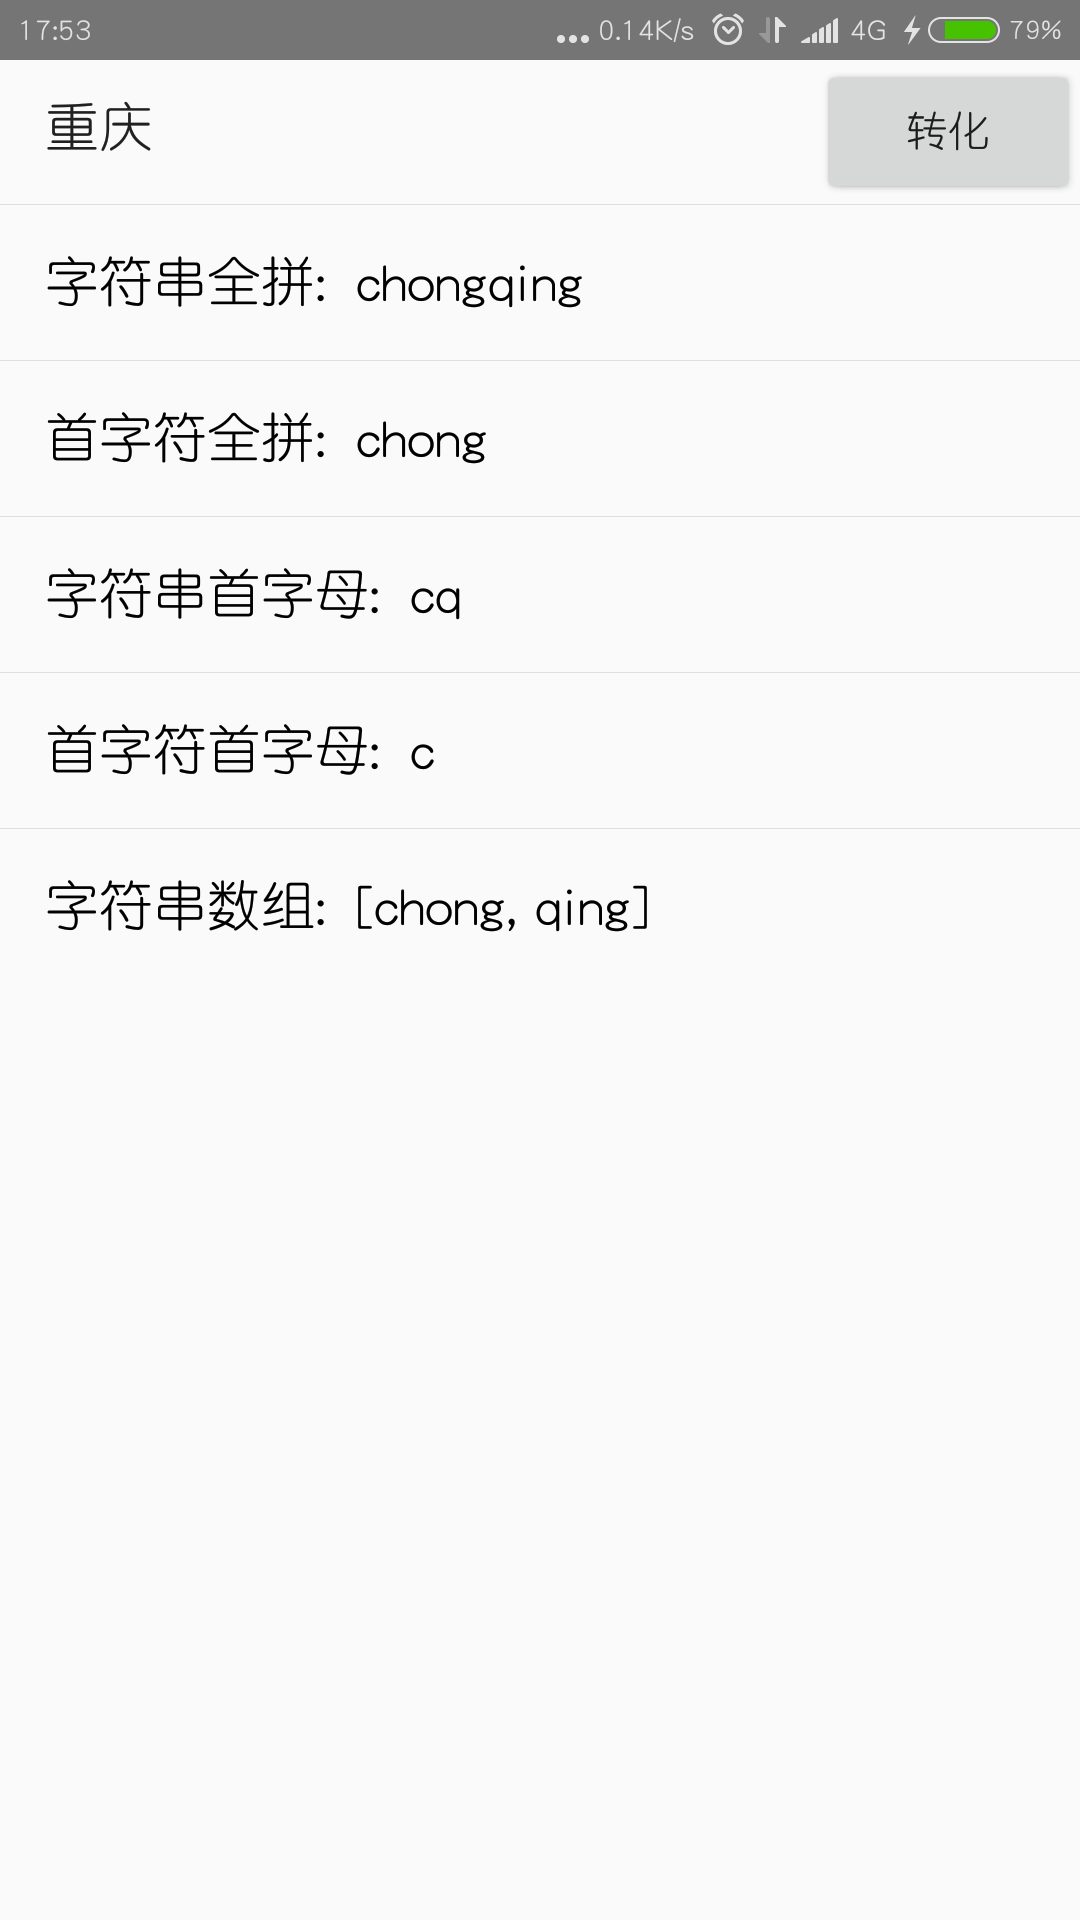 17:53 ... 0.14K/s 4G 79%
重庆 转化
字符串全拼: chongqing
首字符全拼: chong
字符串首字母: cq
首字符首字母: c
字符串数组: [chong, qing]